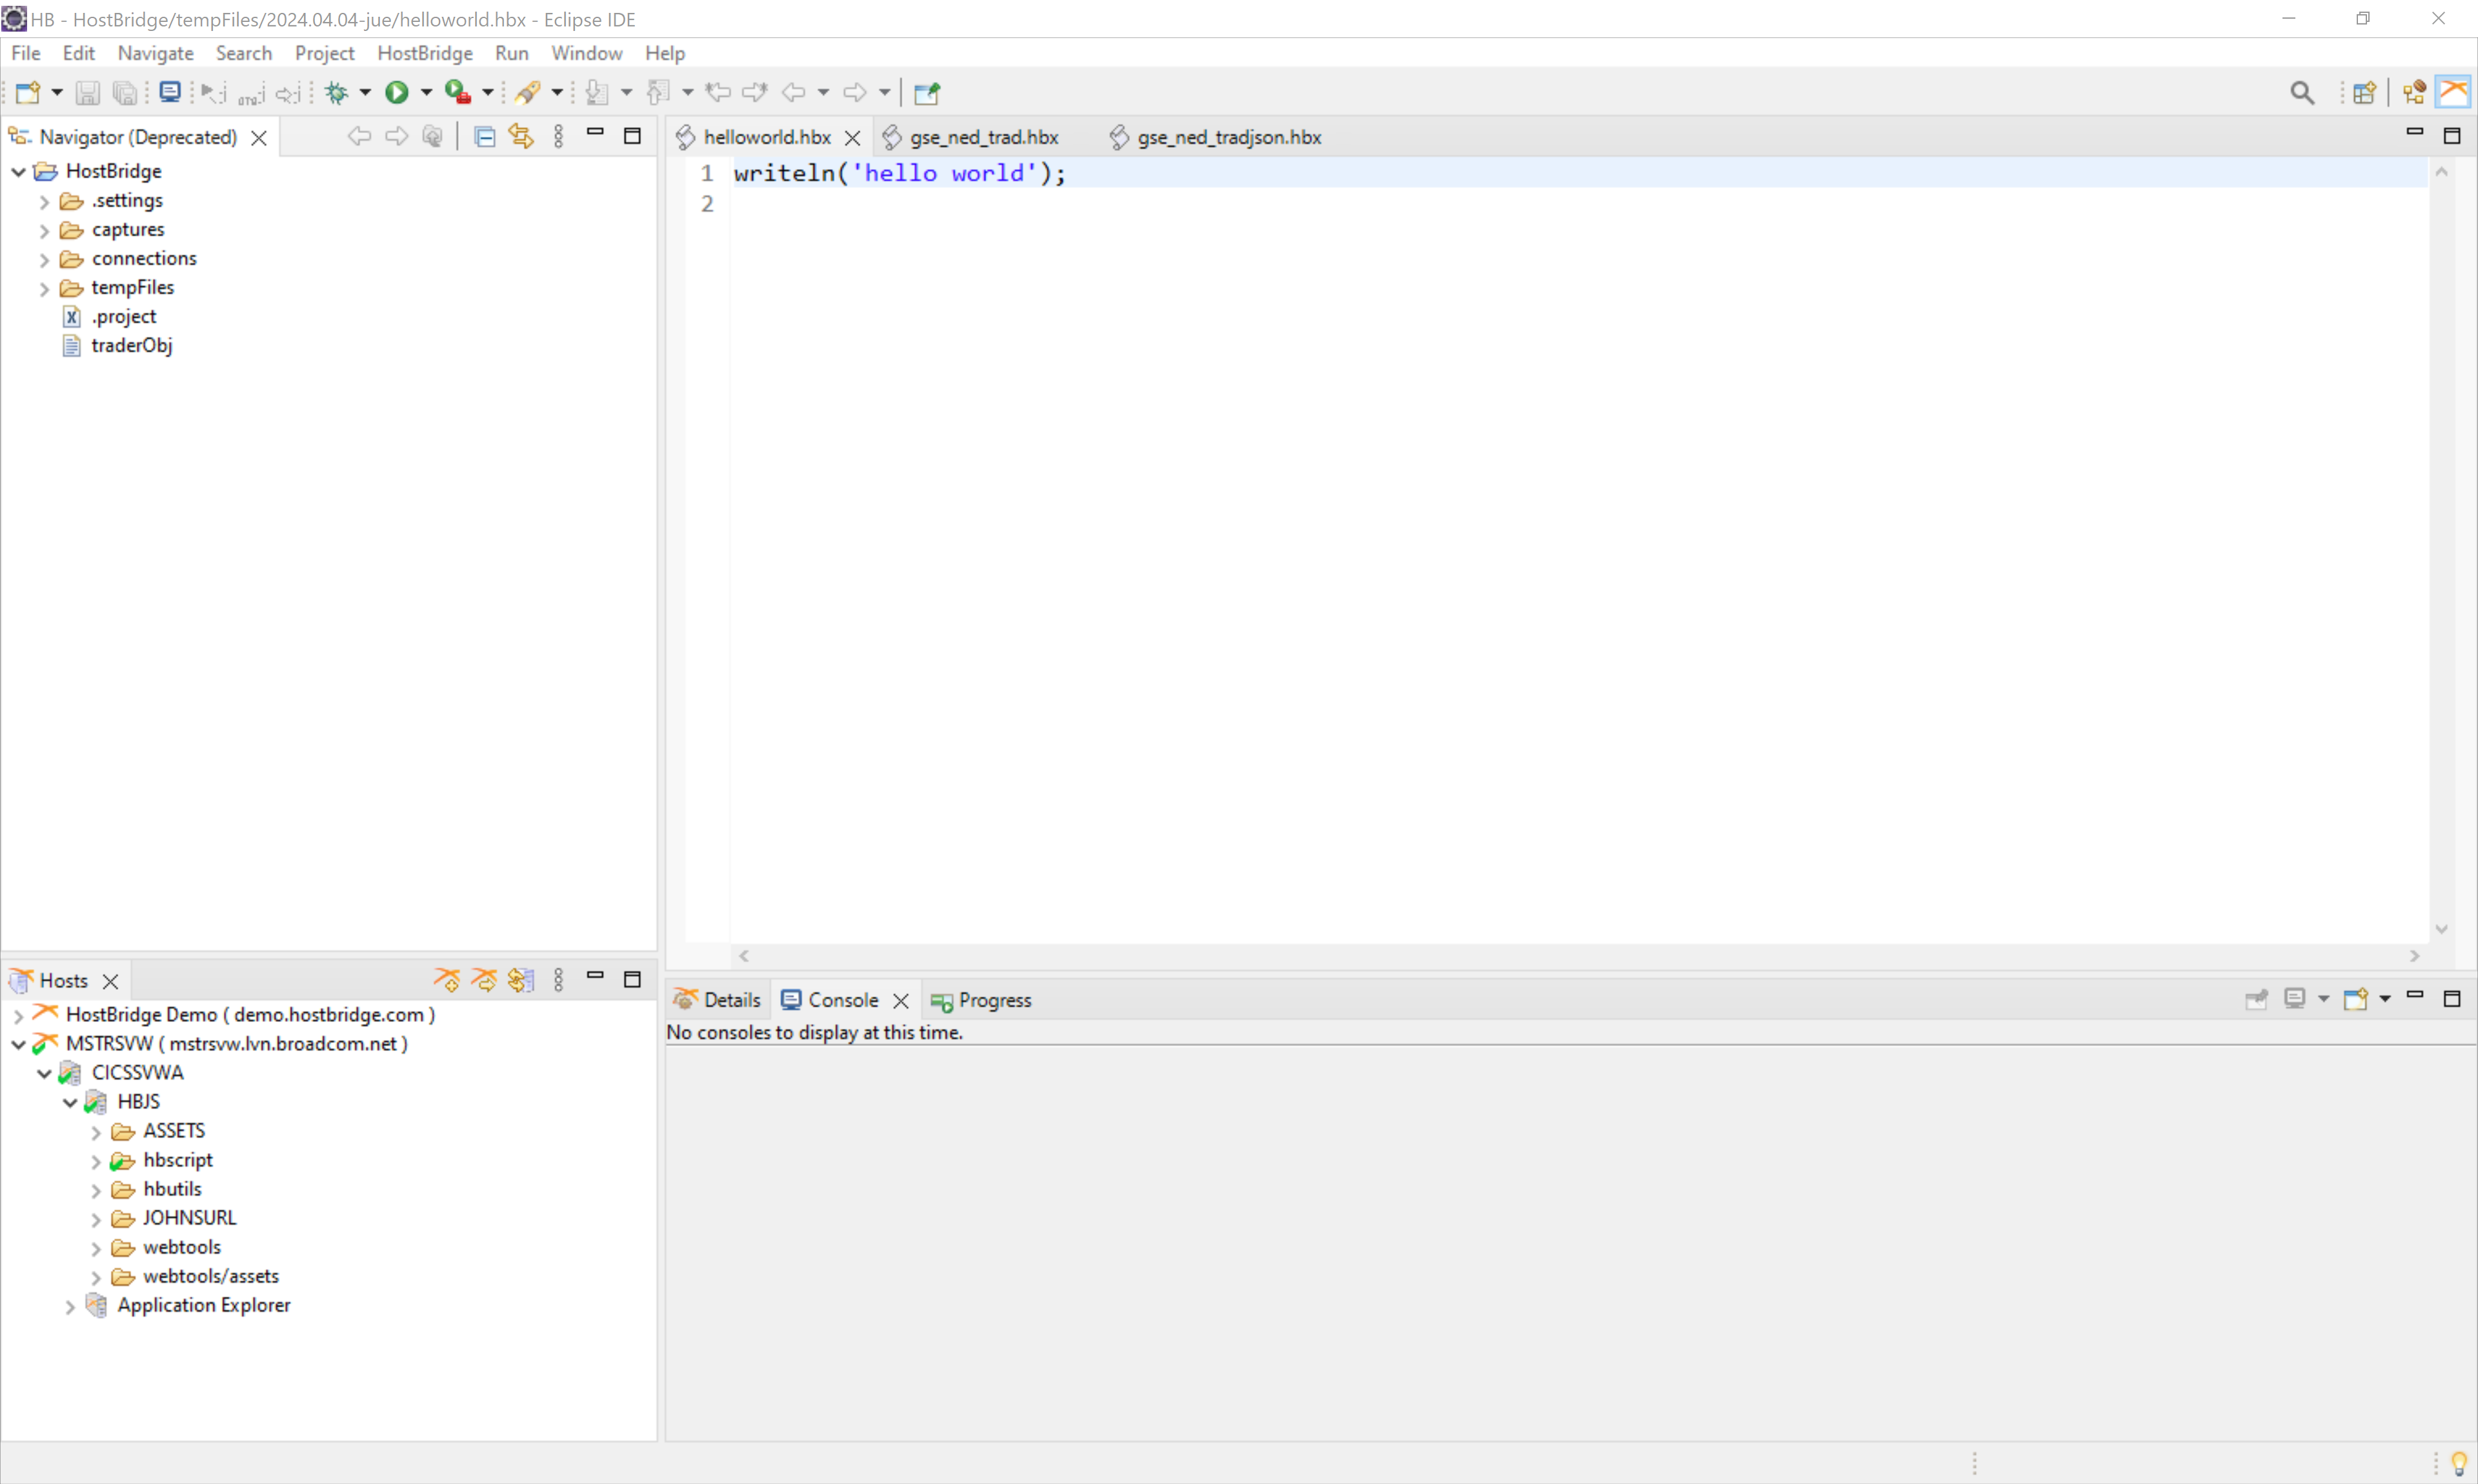 HB - HostBridge/tempFiles/2024.04.04-jue/helloworld.hbx - Eclipse IDE
File Edit Navigate Search Project HostBridge Run Window Help
Navigator (Deprecated)
HostBridge
.settings
captures
connections
tempFiles
.project
traderObj
helloworld.hbx gse_ned_trad.hbx gse_ned_tradjson.hbx
1 writeln('hello world');
2
Hosts
HostBridge Demo ( demo.hostbridge.com )
MSTRSVW ( mstrsvw.lvn.broadcom.net )
CICSSVWA
HBJS
ASSETS
hbscript
hbutils
JOHNSURL
webtools
webtools/assets
Application Explorer
Details Console Progress
No consoles to display at this time.